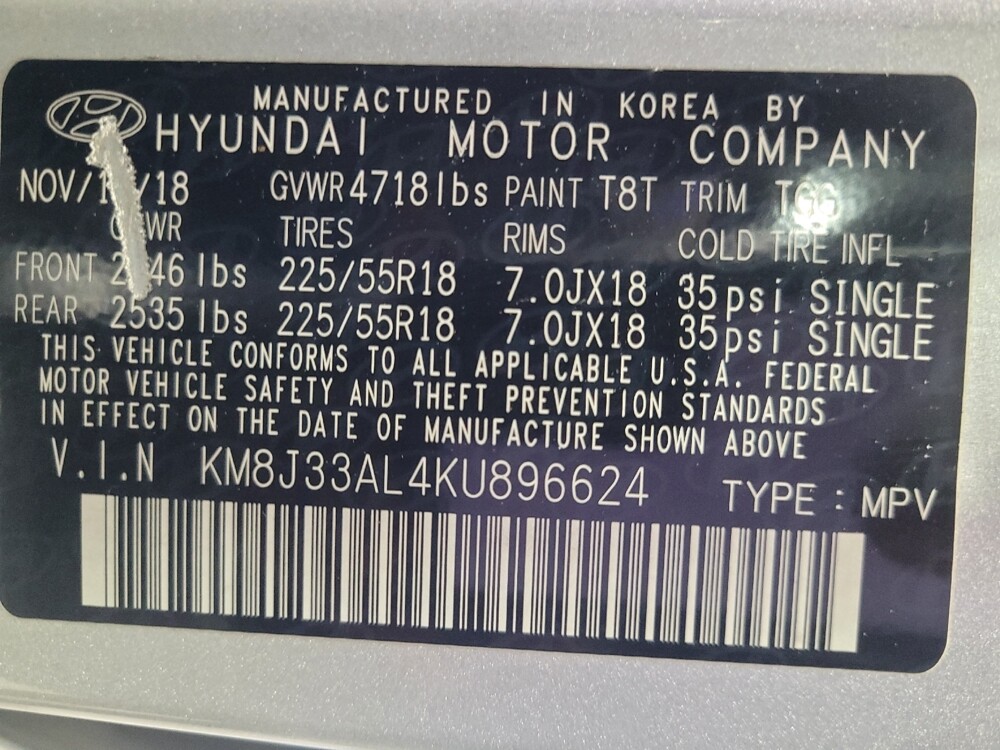 MANUFACTURED IN KOREA BY
HYUNDAI MOTOR COMPANY
GVWR 4718lbs PAINT T8T TRIM TGG
TIRES RIMS COLD TIRE INFL
FRONT lbs 225/55R18 7.0JX18 35psi SINGLE
REAR 2535 lbs 225/55R18 7.0JX18 35psi SINGLE
THIS VEHICLE CONFORMS TO ALL APPLICABLE U.S.A. FEDERAL
MOTOR VEHICLE SAFETY AND THEFT PREVENTION STANDARDS
IN EFFECT ON THE DATE OF MANUFACTURE SHOWN ABOVE
V.I.N KM8J33AL4KU896624 TYPE : MPV